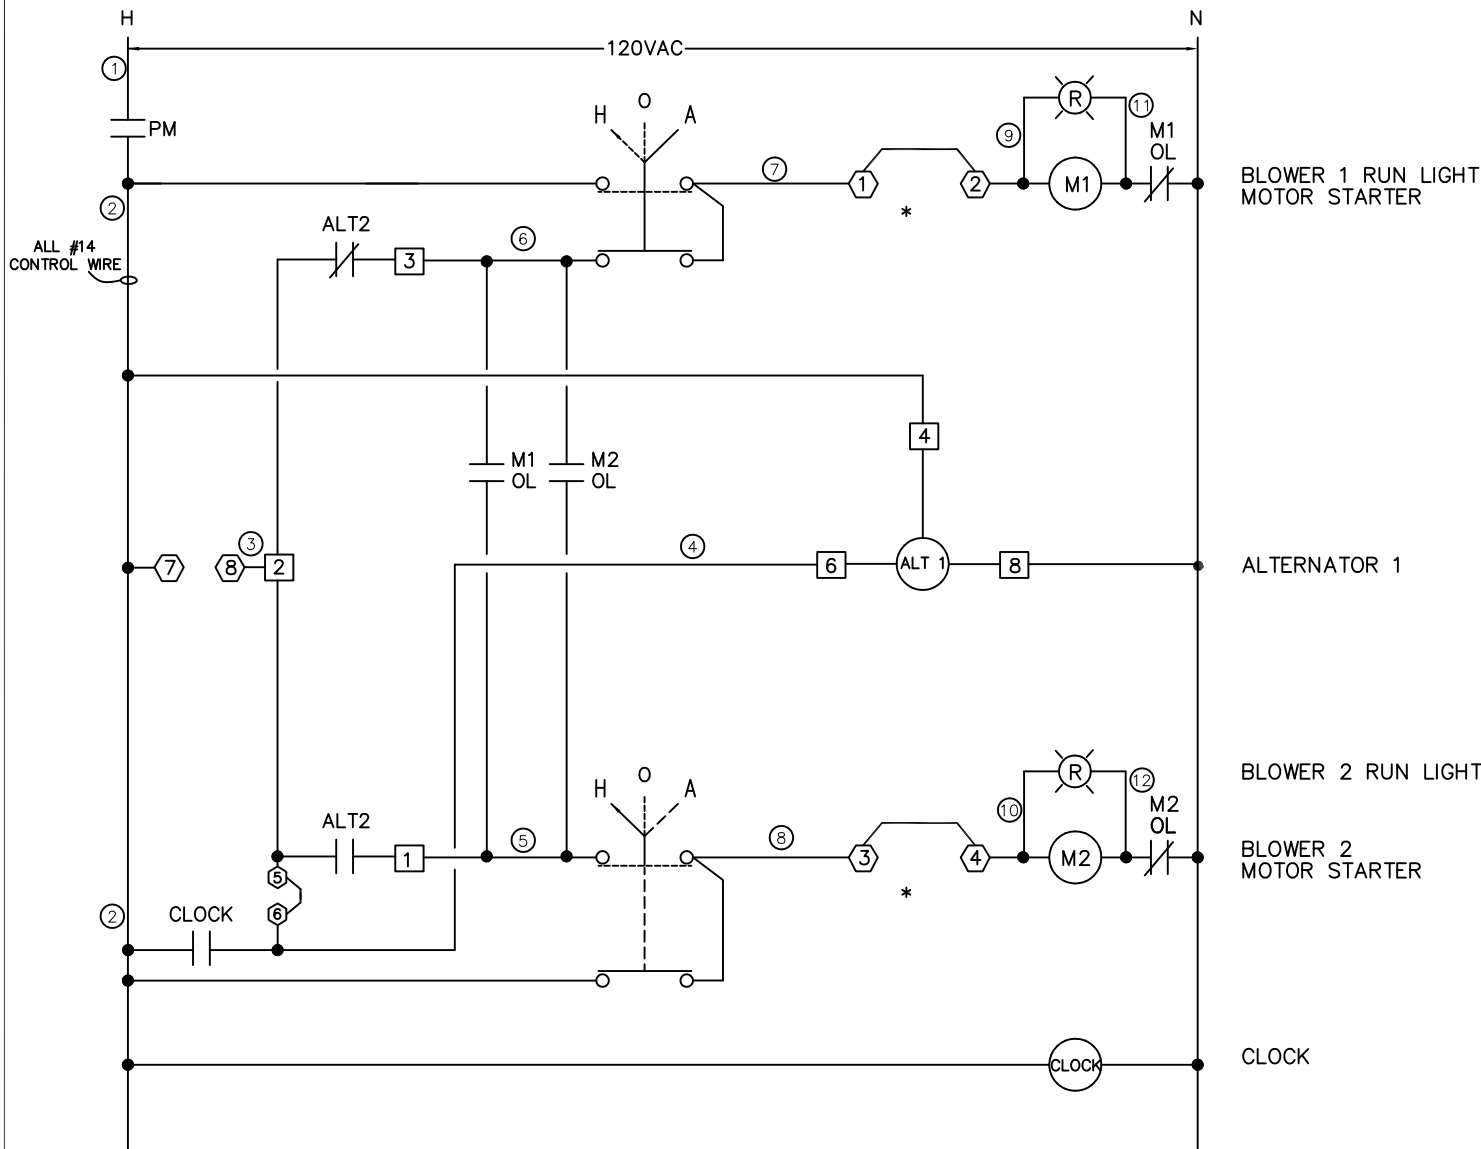 H
N
120VAC
1
PM
H O A
R
9
11
M1
OL
7
1
2
M1
*
BLOWER 1 RUN LIGHT
MOTOR STARTER
2
ALL #14
CONTROL WIRE
ALT2
3
6
4
M1
OL
M2
OL
7
8
3
2
4
6
ALT 1
8
ALTERNATOR 1
H O A
R
10
12
M2
OL
BLOWER 2 RUN LIGHT
ALT2
1
5
8
3
4
M2
*
BLOWER 2
MOTOR STARTER
5
6
2
CLOCK
CLOCK
CLOCK